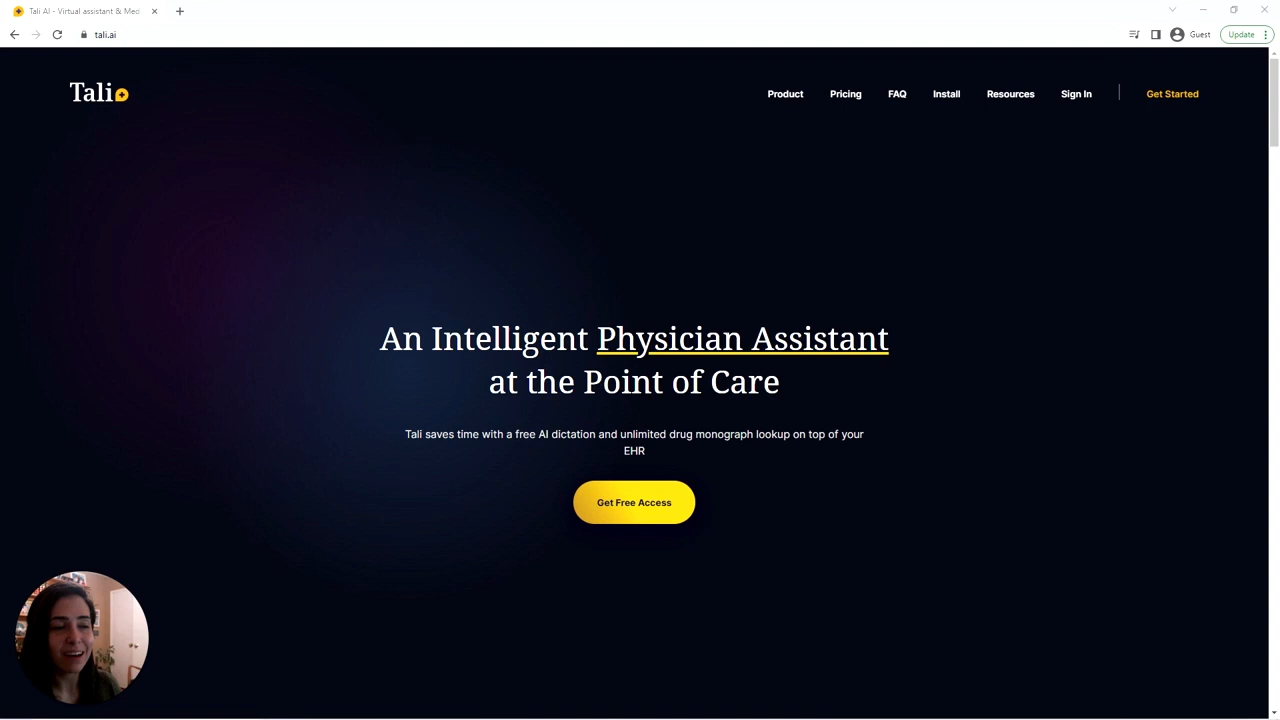 Tali AI - Virtual assistant & Med
tali.ai
Guest
Update
Tali
Product
Pricing
FAQ
Install
Resources
Sign In
Get Started
An Intelligent Physician Assistant
at the Point of Care
Tali saves time with a free AI dictation and unlimited drug monograph lookup on top of your
EHR
Get Free Access